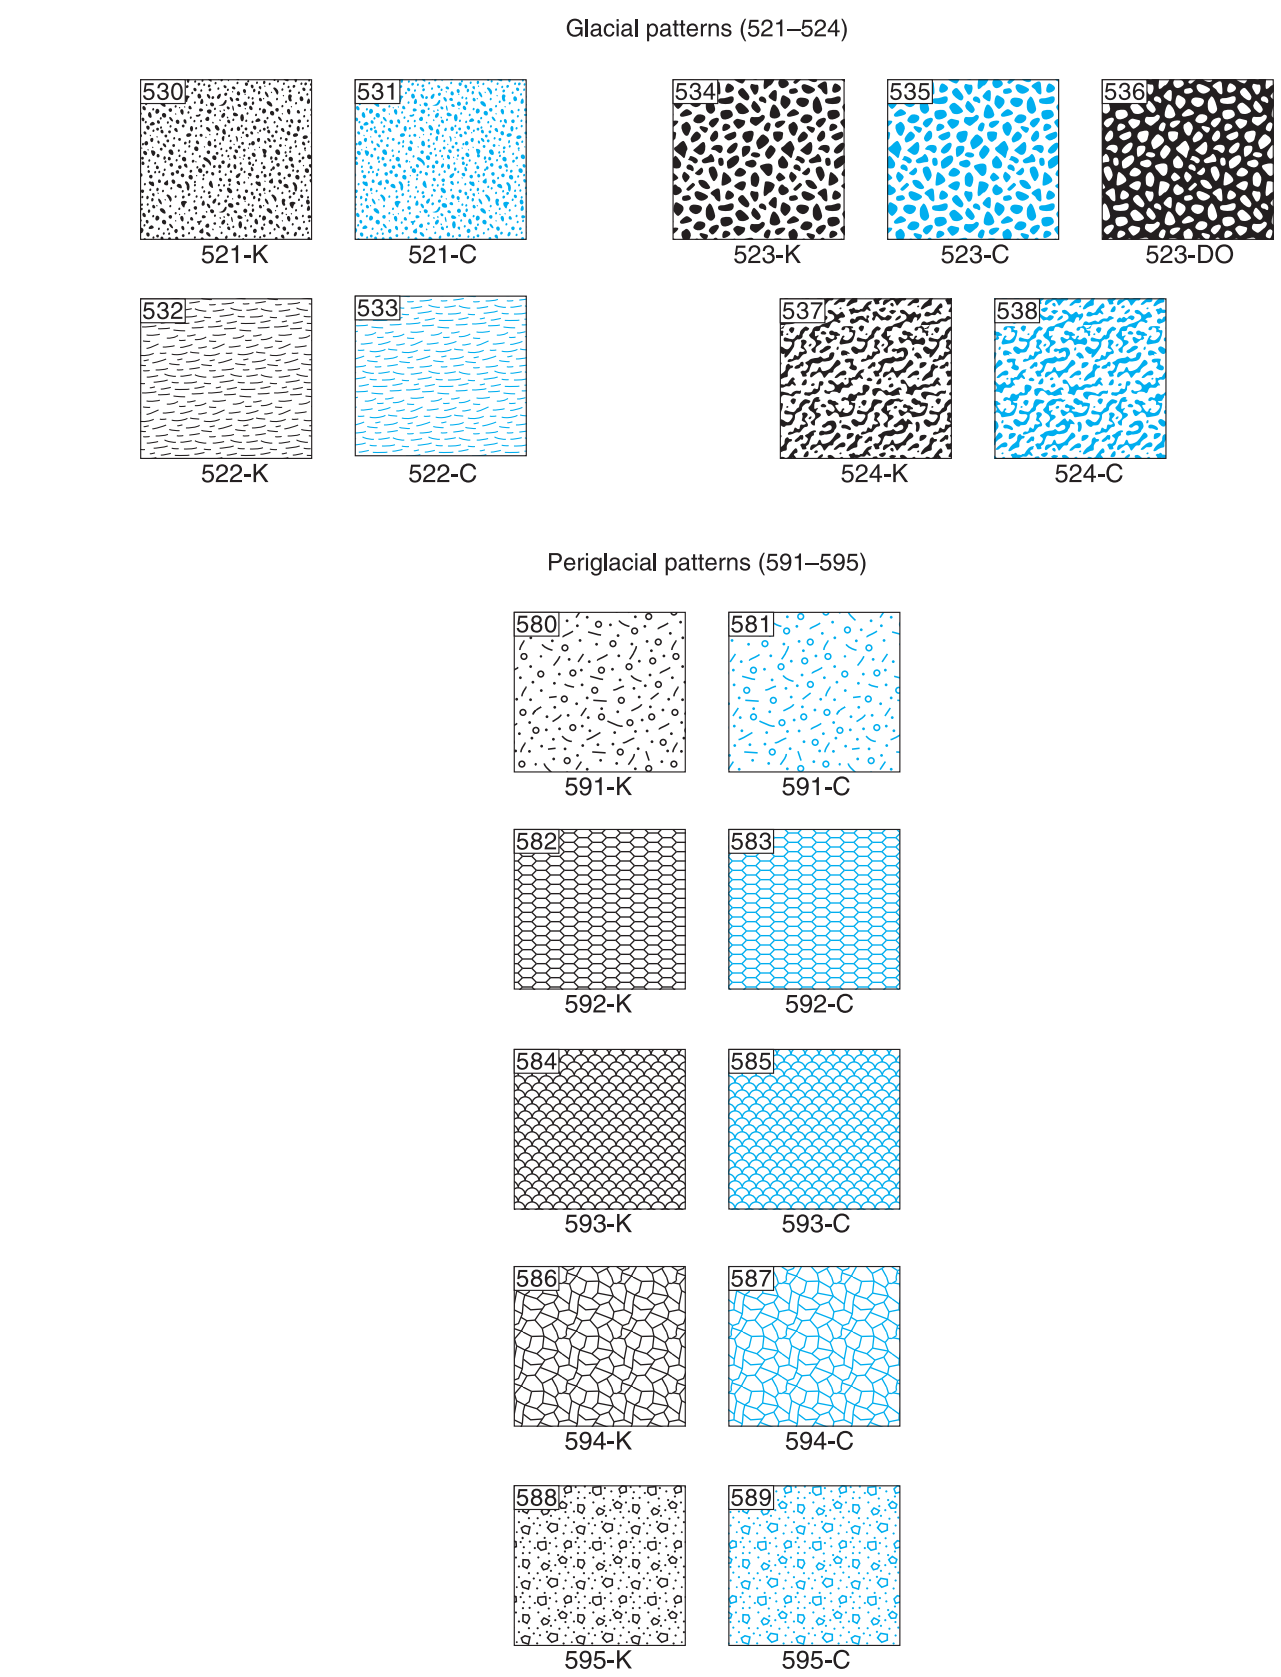 Glacial patterns (521–524)
530 531 534 535 536
521-K 521-C 523-K 523-C 523-DO
532 533 537 538
522-K 522-C 524-K 524-C
Periglacial patterns (591–595)
580 581
591-K 591-C
582 583
592-K 592-C
584 585
593-K 593-C
586 587
594-K 594-C
588 589
595-K 595-C